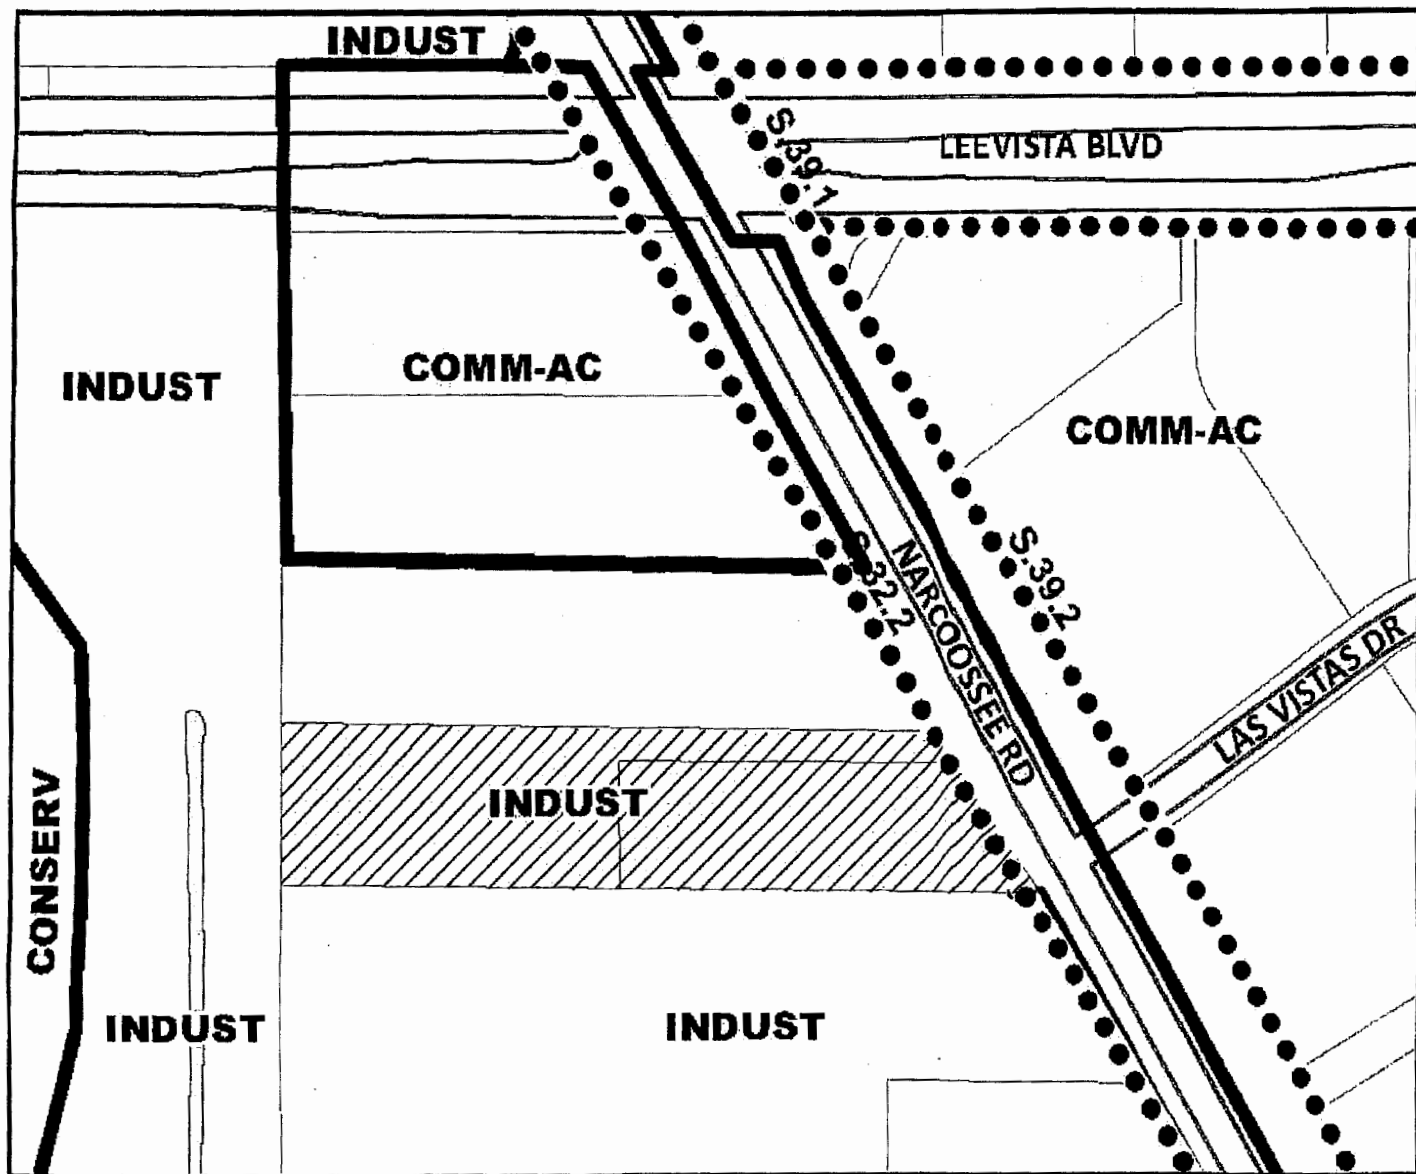 INDUST
S.39.1
LEEVISTA BLVD
INDUST
COMM-AC
COMM-AC
S.32.2
NARCOOSSEE RD
S.39.2
LAS VISTAS DR
INDUST
CONSERV
INDUST
INDUST